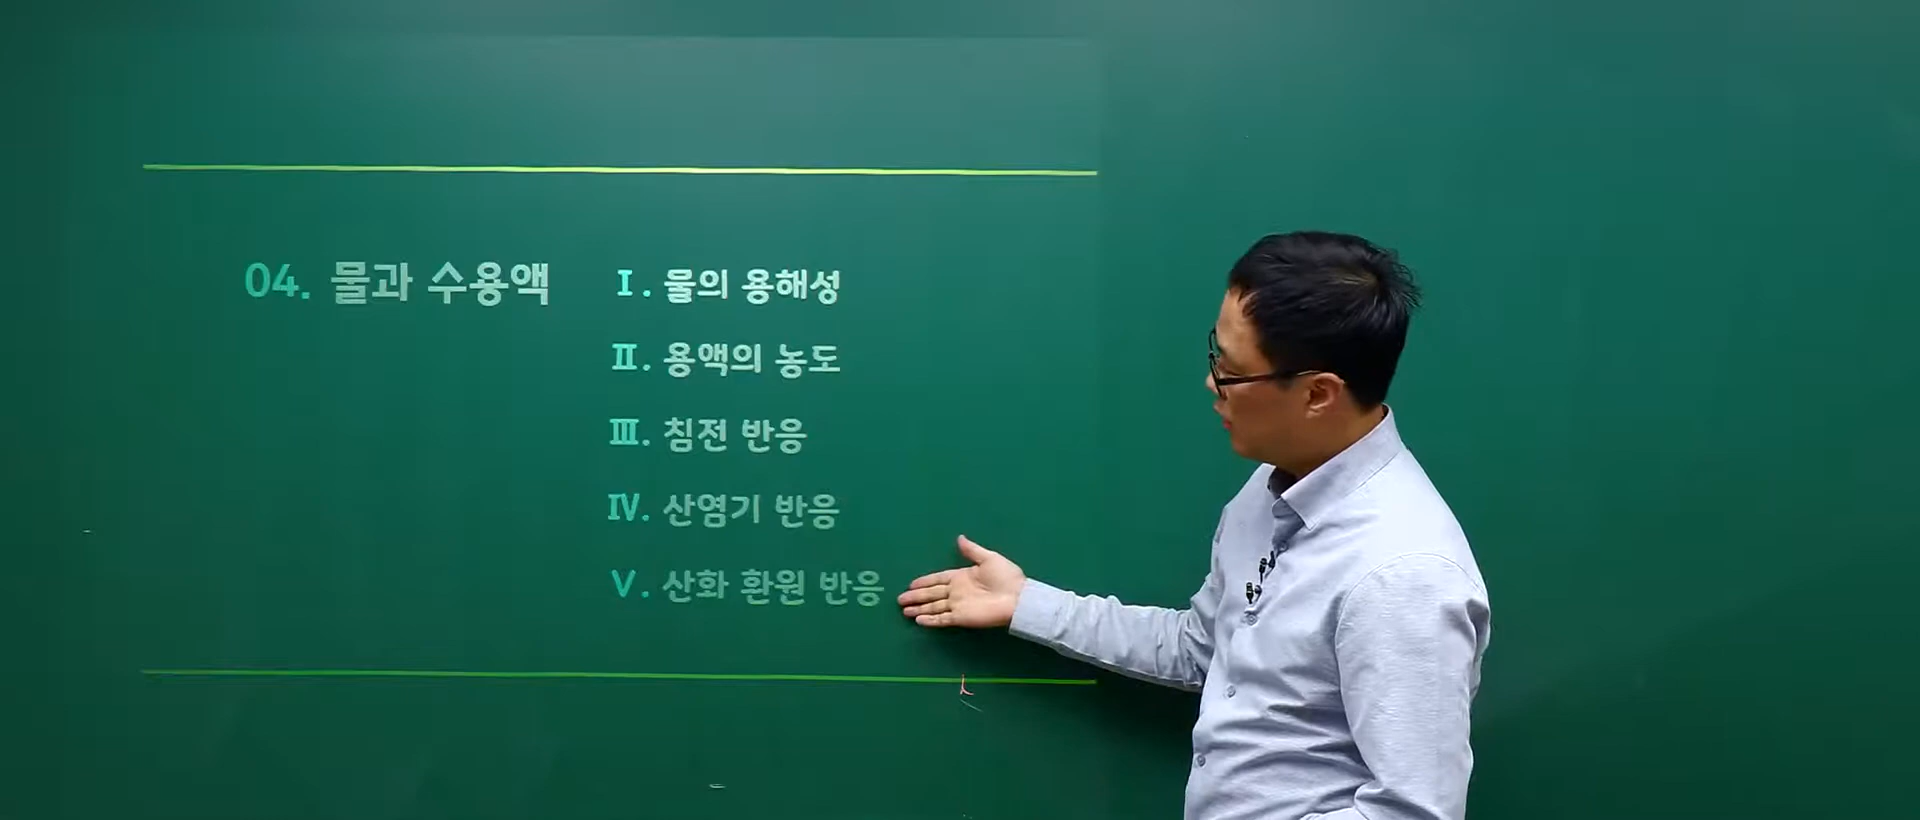 04. 물과 수용액
Ⅰ. 물의 용해성
Ⅱ. 용액의 농도
Ⅲ. 침전 반응
Ⅳ. 산염기 반응
Ⅴ. 산화 환원 반응